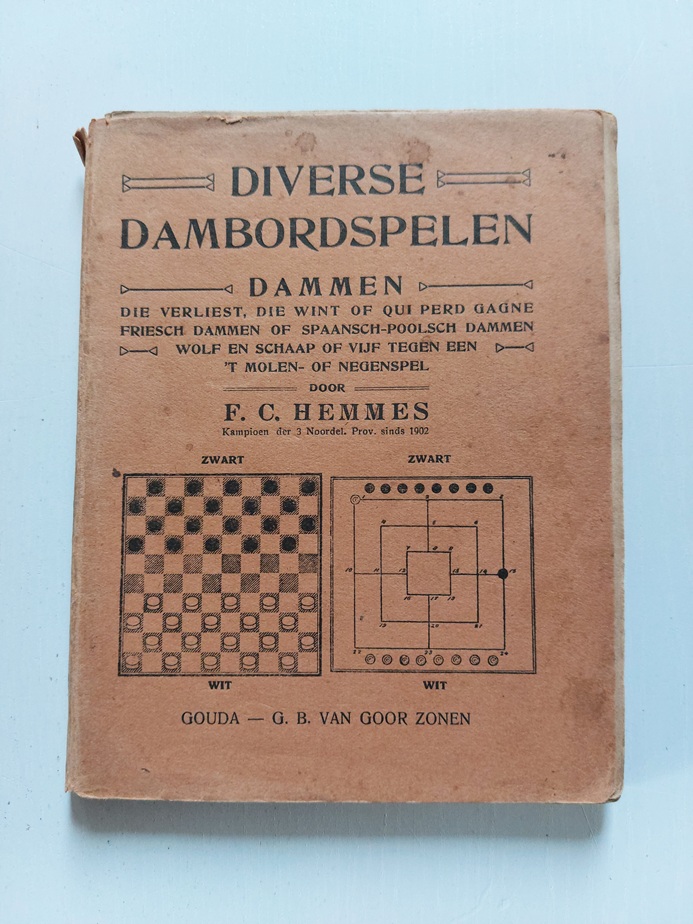 DIVERSE
DAMBORDSPELEN
DAMMEN
DIE VERLIEST, DIE WINT OF QUI PERD GAGNE
FRIESCH DAMMEN OF SPAANSCH-POOLSCH DAMMEN
WOLF EN SCHAAP OF VIJF TEGEN EEN
'T MOLEN- OF NEGENSPEL
DOOR
F. C. HEMMES
Kampioen der 3 Noordel. Prov. sinds 1902
ZWART
ZWART
WIT
WIT
GOUDA — G. B. VAN GOOR ZONEN